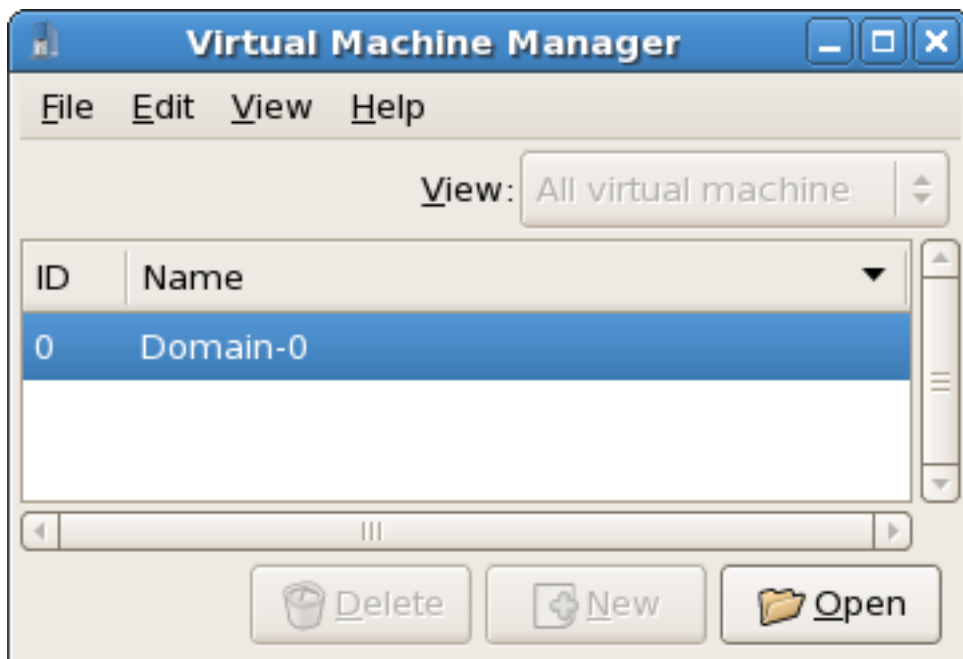 Virtual Machine Manager
File Edit View Help
View: All virtual machine
ID Name
0 Domain-0
Delete New Open